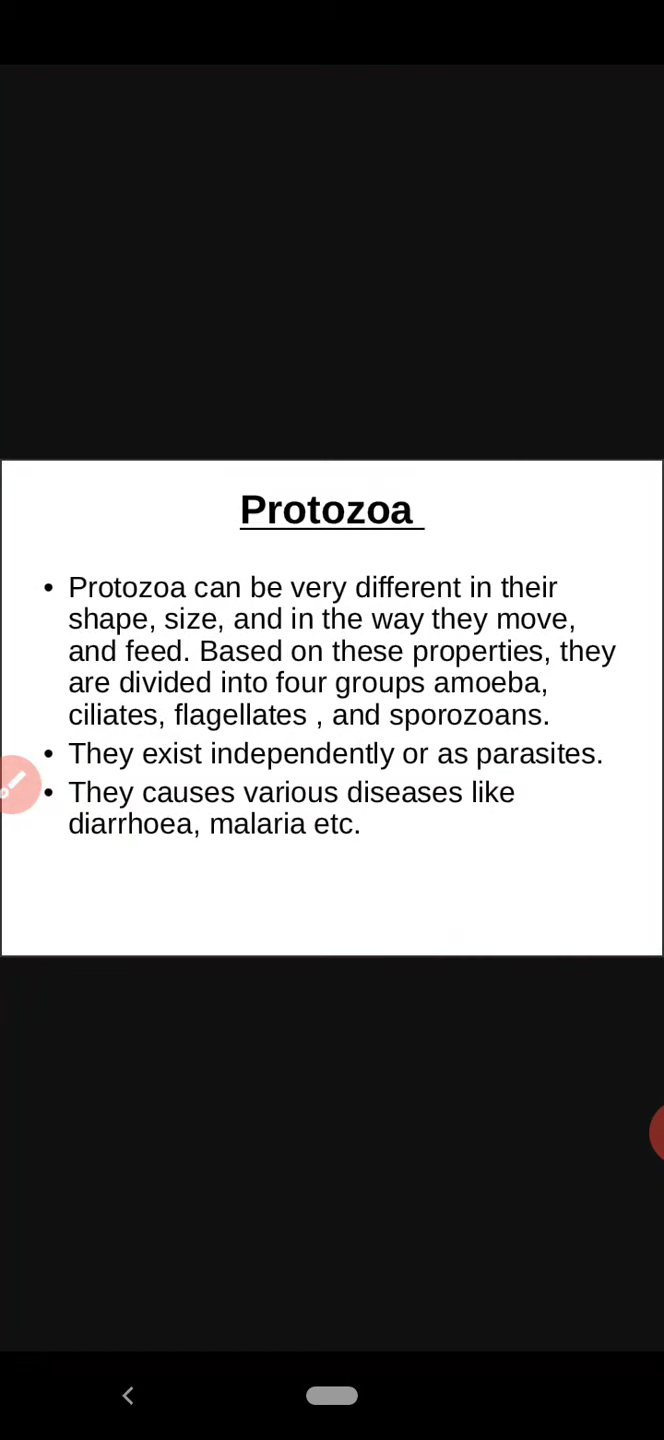 Protozoa
• Protozoa can be very different in their
shape, size, and in the way they move,
and feed. Based on these properties, they
are divided into four groups amoeba,
ciliates, flagellates , and sporozoans.
• They exist independently or as parasites.
• They causes various diseases like
diarrhoea, malaria etc.